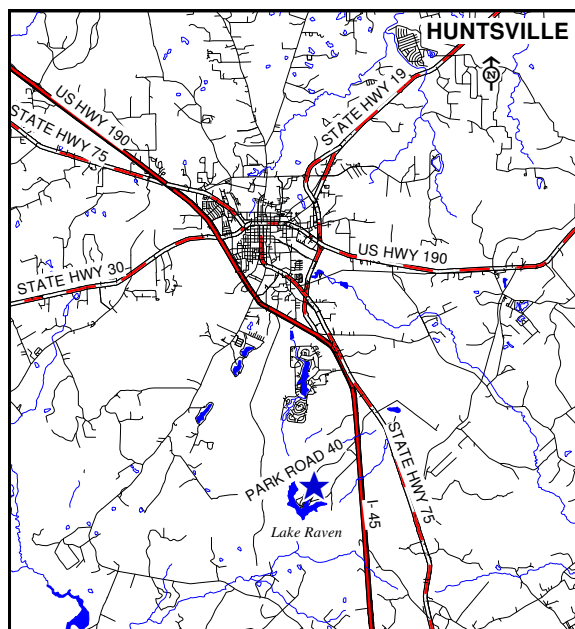 HUNTSVILLE
N
US HWY 190
STATE HWY 75
STATE HWY 19
STATE HWY 30
US HWY 190
PARK ROAD 40
STATE HWY 75
I- 45
Lake Raven